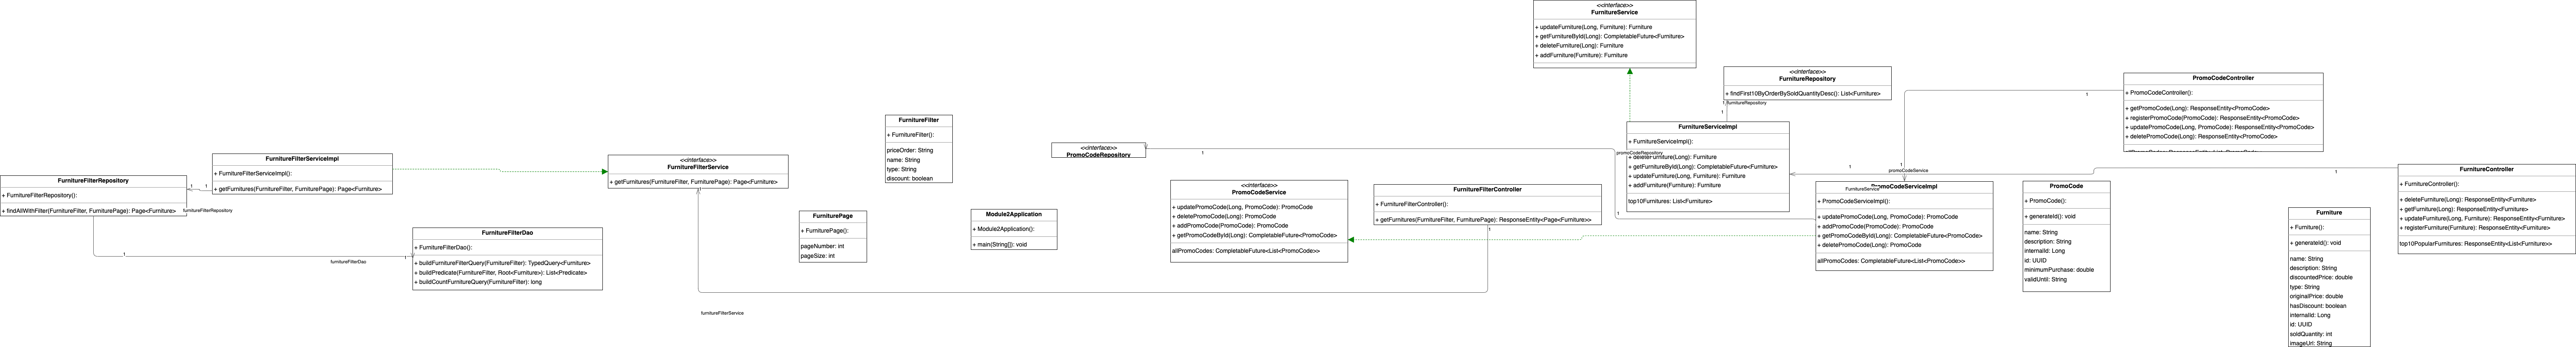 <<interface>>
FurnitureService
+ updateFurniture(Long, Furniture): Furniture
+ getFurnitureById(Long): CompletableFuture<Furniture>
+ deleteFurniture(Long): Furniture
+ addFurniture(Furniture): Furniture
<<interface>>
FurnitureRepository
+ findFirst10ByOrderBySoldQuantityDesc(): List<Furniture>
1
furnitureRepository
1
PromoCodeController
+ PromoCodeController():
+ getPromoCode(Long): ResponseEntity<PromoCode>
+ registerPromoCode(PromoCode): ResponseEntity<PromoCode>
+ updatePromoCode(Long, PromoCode): ResponseEntity<PromoCode>
+ deletePromoCode(Long): ResponseEntity<PromoCode>
1
FurnitureFilter
+ FurnitureFilter():
priceOrder: String
name: String
type: String
discount: boolean
FurnitureServiceImpl
+ FurnitureServiceImpl():
+ deleteFurniture(Long): Furniture
+ getFurnitureById(Long): CompletableFuture<Furniture>
+ updateFurniture(Long, Furniture): Furniture
+ addFurniture(Furniture): Furniture
top10Furnitures: List<Furniture>
promoCodeRepository
<<interface>>
PromoCodeRepository
1
1
FurnitureFilterServiceImpl
+ FurnitureFilterServiceImpl():
+ getFurnitures(FurnitureFilter, FurniturePage): Page<Furniture>
<<interface>>
FurnitureFilterService
+ getFurnitures(FurnitureFilter, FurniturePage): Page<Furniture>
1
FurnitureFilterRepository
+ FurnitureFilterRepository():
+ findAllWithFilter(FurnitureFilter, FurniturePage): Page<Furniture>
1
1
furnitureFilterRepository
FurnitureController
+ FurnitureController():
+ deleteFurniture(Long): ResponseEntity<Furniture>
+ getFurniture(Long): ResponseEntity<Furniture>
+ updateFurniture(Long, Furniture): ResponseEntity<Furniture>
+ registerFurniture(Furniture): ResponseEntity<Furniture>
top10PopularFurnitures: ResponseEntity<List<Furniture>>
1
1
1
promoCodeService
<<interface>>
PromoCodeService
+ updatePromoCode(Long, PromoCode): PromoCode
+ deletePromoCode(Long): PromoCode
+ addPromoCode(PromoCode): PromoCode
+ getPromoCodeById(Long): CompletableFuture<PromoCode>
allPromoCodes: CompletableFuture<List<PromoCode>>
FurnitureFilterController
+ FurnitureFilterController():
+ getFurnitures(FurnitureFilter, FurniturePage): ResponseEntity<Page<Furniture>>
1
PromoCodeServiceImpl
FurnitureService
+ PromoCodeServiceImpl():
+ updatePromoCode(Long, PromoCode): PromoCode
+ addPromoCode(PromoCode): PromoCode
+ getPromoCodeById(Long): CompletableFuture<PromoCode>
+ deletePromoCode(Long): PromoCode
allPromoCodes: CompletableFuture<List<PromoCode>>
PromoCode
+ PromoCode():
+ generateId(): void
name: String
description: String
internalId: Long
id: UUID
minimumPurchase: double
validUntil: String
Furniture
+ Furniture():
+ generateId(): void
name: String
description: String
discountedPrice: double
type: String
originalPrice: double
hasDiscount: boolean
internalId: Long
id: UUID
soldQuantity: int
imageUrl: String
FurniturePage
+ FurniturePage():
pageNumber: int
pageSize: int
Module2Application
+ Module2Application():
+ main(String[]): void
FurnitureFilterDao
+ FurnitureFilterDao():
+ buildFurnitureFilterQuery(FurnitureFilter): TypedQuery<Furniture>
+ buildPredicate(FurnitureFilter, Root<Furniture>): List<Predicate>
+ buildCountFurnitureQuery(FurnitureFilter): long
1
1
furnitureFilterDao
furnitureFilterService